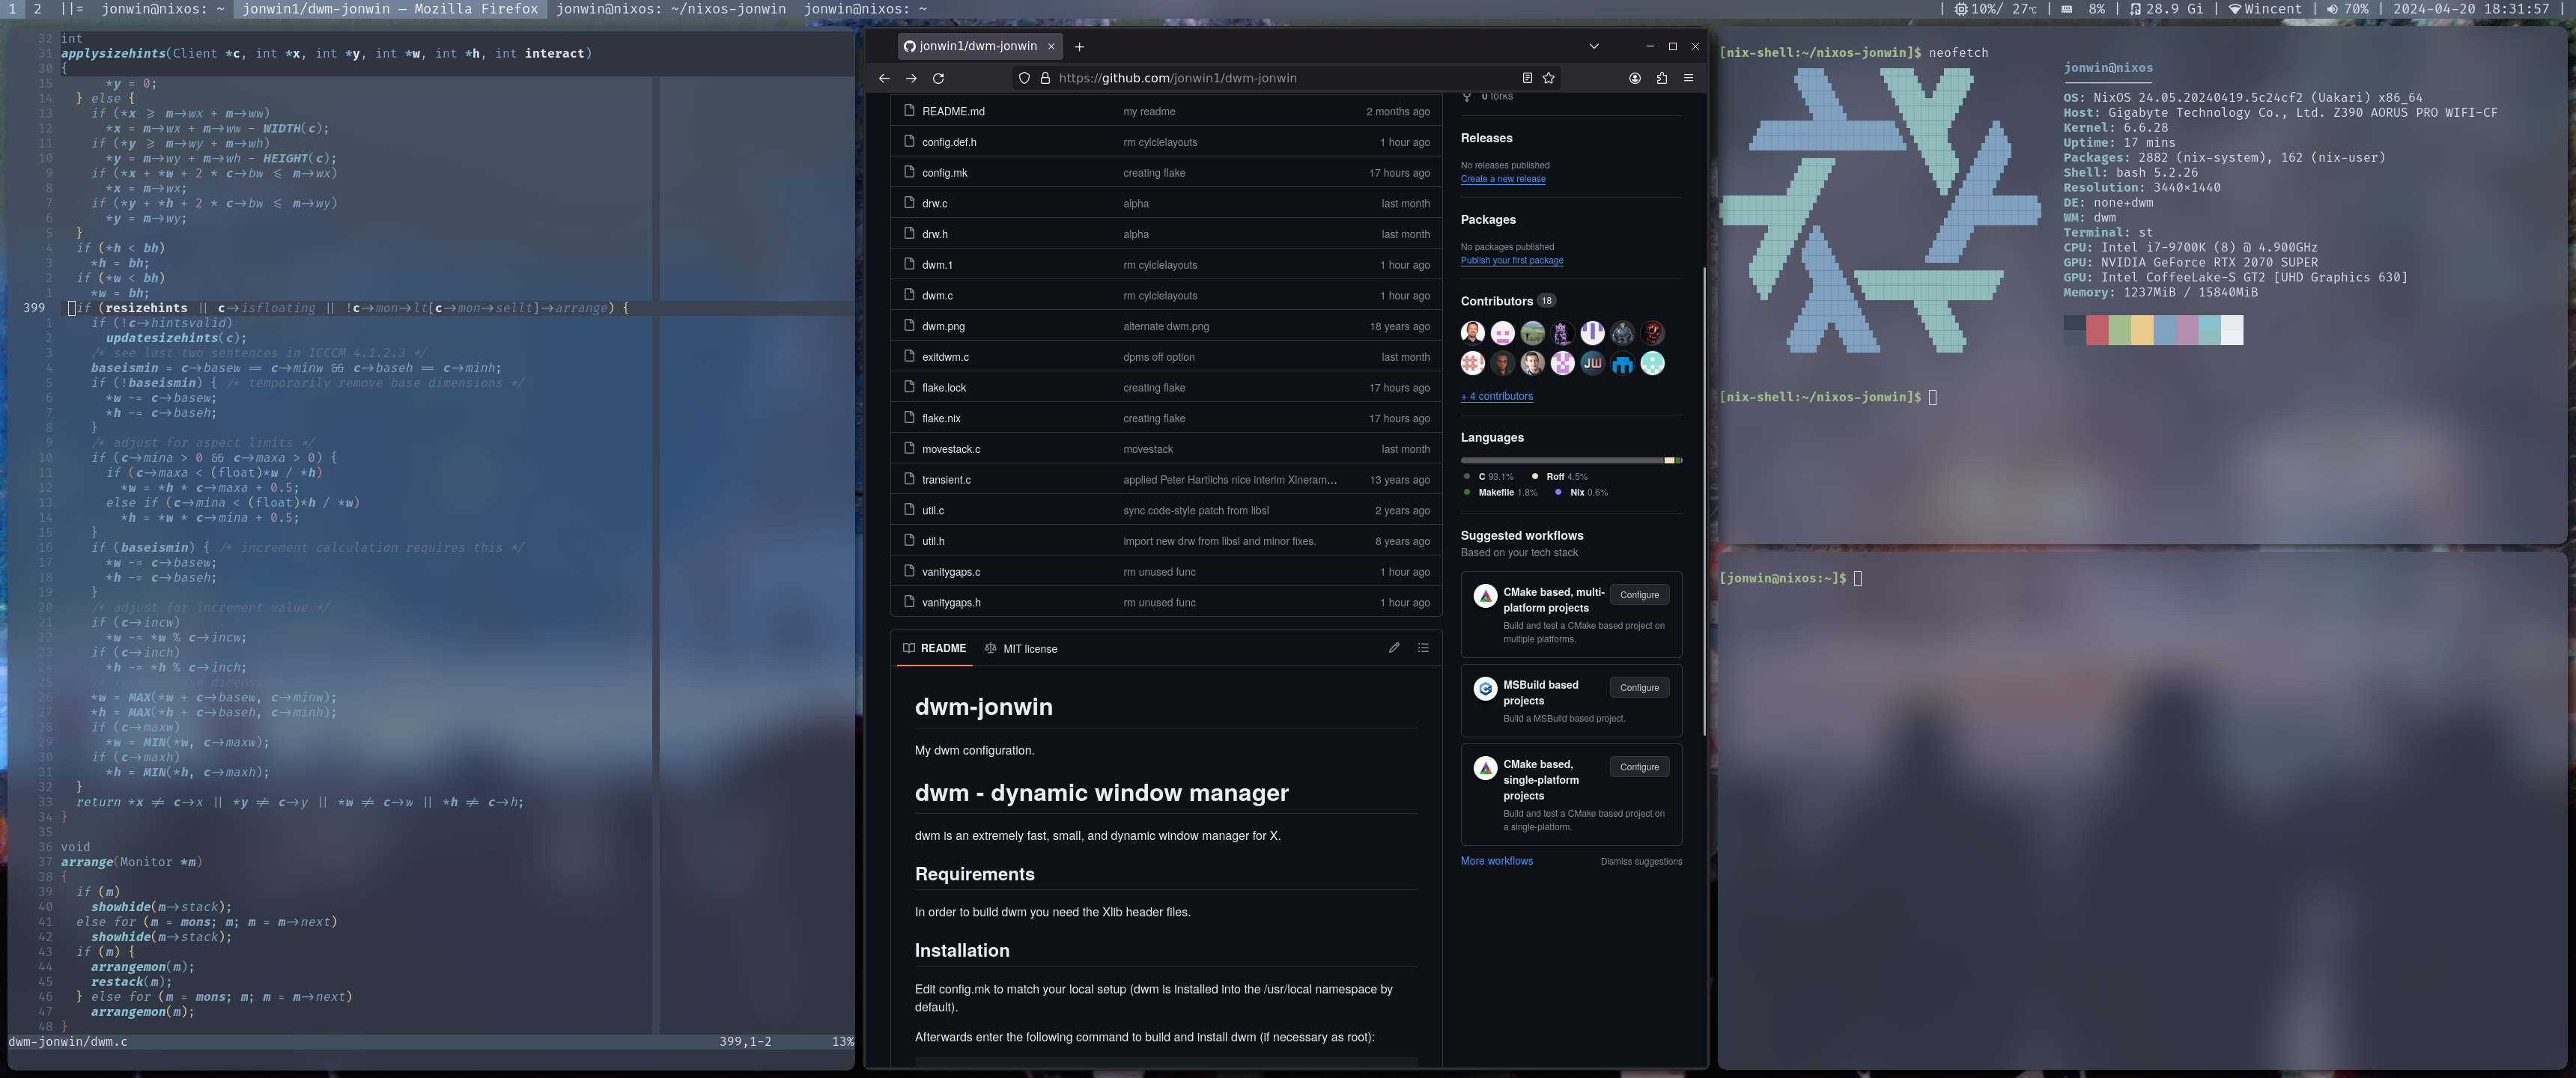 1 2 ||= jonwin@nixos: ~ jonwin1/dwm-jonwin — Mozilla Firefox jonwin@nixos: ~/nixos-jonwin jonwin@nixos: ~ | 10%/ 27℃ | 8% | 28.9 Gi | Wincent | 70% | 2024-04-20 18:31:57 |
32 int
31 applysizehints(Client *c, int *x, int *y, int *w, int *h, int interact)
30 {
15 *y = 0;
14 } else {
13 if (*x >= m->wx + m->ww)
12 *x = m->wx + m->ww - WIDTH(c);
11 if (*y >= m->wy + m->wh)
10 *y = m->wy + m->wh - HEIGHT(c);
9 if (*x + *w + 2 * c->bw <= m->wx)
8 *x = m->wx;
7 if (*y + *h + 2 * c->bw <= m->wy)
6 *y = m->wy;
5 }
4 if (*h < bh)
3 *h = bh;
2 if (*w < bh)
1 *w = bh;
399 if (resizehints || c->isfloating || !c->mon->lt[c->mon->sellt]->arrange) {
1 if (!c->hintsvalid)
2 updatesizehints(c);
3 /* see last two sentences in ICCCM 4.1.2.3 */
4 baseismin = c->basew == c->minw && c->baseh == c->minh;
5 if (!baseismin) { /* temporarily remove base dimensions */
6 *w -= c->basew;
7 *h -= c->baseh;
8 }
9 /* adjust for aspect limits */
10 if (c->mina > 0 && c->maxa > 0) {
11 if (c->maxa < (float)*w / *h)
12 *w = *h * c->maxa + 0.5;
13 else if (c->mina < (float)*h / *w)
14 *h = *w * c->mina + 0.5;
15 }
16 if (baseismin) { /* increment calculation requires this */
17 *w -= c->basew;
18 *h -= c->baseh;
19 }
20 /* adjust for increment value */
21 if (c->incw)
22 *w -= *w % c->incw;
23 if (c->inch)
24 *h -= *h % c->inch;
25
26 *w = MAX(*w + c->basew, c->minw);
27 *h = MAX(*h + c->baseh, c->minh);
28 if (c->maxw)
29 *w = MIN(*w, c->maxw);
30 if (c->maxh)
31 *h = MIN(*h, c->maxh);
32 }
33 return *x != c->x || *y != c->y || *w != c->w || *h != c->h;
34 }
35
36 void
37 arrange(Monitor *m)
38 {
39 if (m)
40 showhide(m->stack);
41 else for (m = mons; m; m = m->next)
42 showhide(m->stack);
43 if (m) {
44 arrangemon(m);
45 restack(m);
46 } else for (m = mons; m; m = m->next)
47 arrangemon(m);
48 }
dwm-jonwin/dwm.c 399,1-2 13%
jonwin1/dwm-jonwin
https://github.com/jonwin1/dwm-jonwin
README.md my readme 2 months ago
config.def.h rm cylclelayouts 1 hour ago
config.mk creating flake 17 hours ago
drw.c alpha last month
drw.h alpha last month
dwm.1 rm cylclelayouts 1 hour ago
dwm.c rm cylclelayouts 1 hour ago
dwm.png alternate dwm.png 18 years ago
exitdwm.c dpms off option last month
flake.lock creating flake 17 hours ago
flake.nix creating flake 17 hours ago
movestack.c movestack last month
transient.c applied Peter Hartlichs nice interim Xineram… 13 years ago
util.c sync code-style patch from libsl 2 years ago
util.h import new drw from libsl and minor fixes. 8 years ago
vanitygaps.c rm unused func 1 hour ago
vanitygaps.h rm unused func 1 hour ago
README MIT license
dwm-jonwin
My dwm configuration.
dwm - dynamic window manager
dwm is an extremely fast, small, and dynamic window manager for X.
Requirements
In order to build dwm you need the Xlib header files.
Installation
Edit config.mk to match your local setup (dwm is installed into the /usr/local namespace by
default).
Afterwards enter the following command to build and install dwm (if necessary as root):
0 forks
Releases
No releases published
Create a new release
Packages
No packages published
Publish your first package
Contributors 18
JW
+ 4 contributors
Languages
C 93.1% Roff 4.5%
Makefile 1.8% Nix 0.6%
Suggested workflows
Based on your tech stack
CMake based, multi-
platform projects
Configure
Build and test a CMake based project on
multiple platforms.
MSBuild based
projects
Configure
Build a MSBuild based project.
CMake based,
single-platform
projects
Configure
Build and test a CMake based project on
a single-platform.
More workflows Dismiss suggestions
[nix-shell:~/nixos-jonwin]$ neofetch
jonwin@nixos
OS: NixOS 24.05.20240419.5c24cf2 (Uakari) x86_64
Host: Gigabyte Technology Co., Ltd. Z390 AORUS PRO WIFI-CF
Kernel: 6.6.28
Uptime: 17 mins
Packages: 2882 (nix-system), 162 (nix-user)
Shell: bash 5.2.26
Resolution: 3440x1440
DE: none+dwm
WM: dwm
Terminal: st
CPU: Intel i7-9700K (8) @ 4.900GHz
GPU: NVIDIA GeForce RTX 2070 SUPER
GPU: Intel CoffeeLake-S GT2 [UHD Graphics 630]
Memory: 1237MiB / 15840MiB
[nix-shell:~/nixos-jonwin]$
[jonwin@nixos:~]$